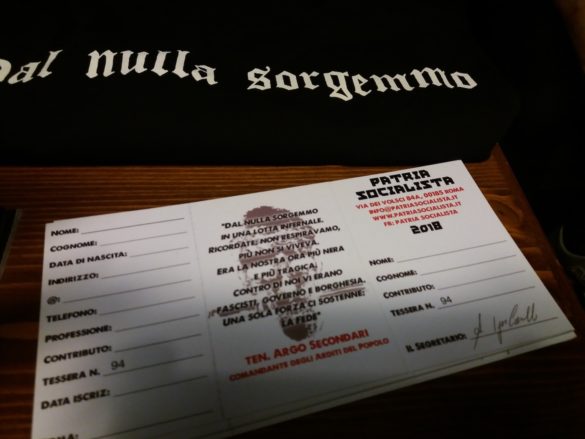 Dal nulla sorgemmo
NOME:
COGNOME:
DATA DI NASCITA:
INDIRIZZO:
@:
TELEFONO:
PROFESSIONE:
CONTRIBUTO:
TESSERA N. 94
DATA ISCRIZ:
"DAL NULLA SORGEMMO
IN UNA LOTTA INFERNALE.
RICORDATE: NON RESPIRAVAMO,
PIÙ NON SI VIVEVA.
ERA LA NOSTRA ORA PIÙ NERA
E PIÙ TRAGICA.
CONTRO DI NOI VI ERANO
FASCISTI, GOVERNO E BORGHESIA.
UNA SOLA FORZA CI SOSTENNE:
LA FEDE"
TEN. ARGO SECONDARI
COMANDANTE DEGLI ARDITI DEL POPOLO
PATRIA
SOCIALISTA
VIA DEI VOLSCI 84A, 00185 ROMA
INFO@PATRIASOCIALISTA.IT
WWW.PATRIASOCIALISTA.IT
FB: PATRIA SOCIALISTA
2018
NOME:
COGNOME:
CONTRIBUTO:
TESSERA N. 94
IL SEGRETARIO: